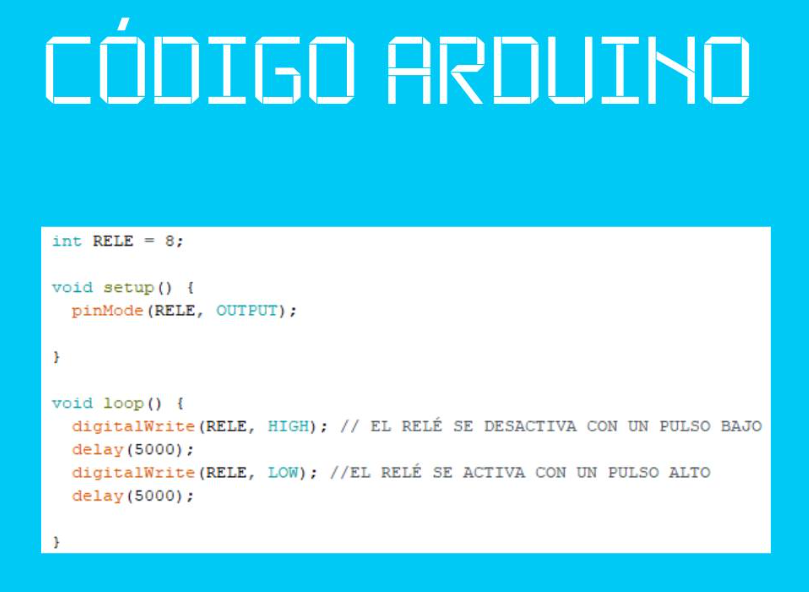 CÓDIGO ARDUINO
int RELE = 8;
void setup() {
pinMode(RELE, OUTPUT);
}
void loop() {
digitalWrite(RELE, HIGH); // EL RELÉ SE DESACTIVA CON UN PULSO BAJO
delay(5000);
digitalWrite(RELE, LOW); //EL RELÉ SE ACTIVA CON UN PULSO ALTO
delay(5000);
}